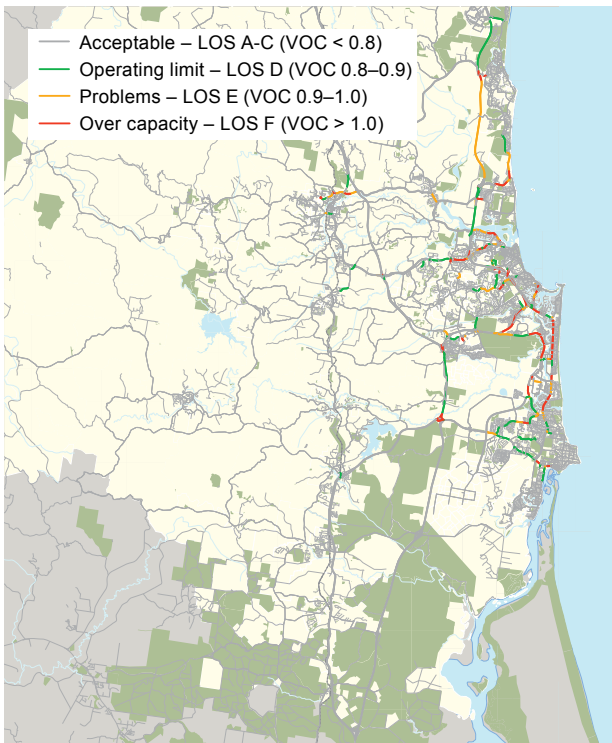 Acceptable – LOS A-C (VOC < 0.8)
Operating limit – LOS D (VOC 0.8–0.9)
Problems – LOS E (VOC 0.9–1.0)
Over capacity – LOS F (VOC > 1.0)